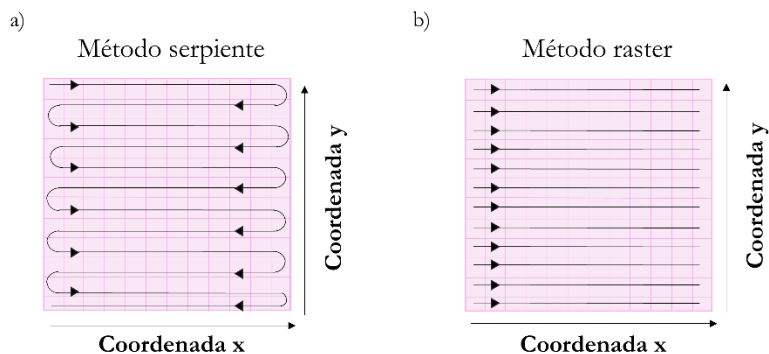 a)
Método serpiente
Coordenada y
Coordenada x
b)
Método raster
Coordenada y
Coordenada x